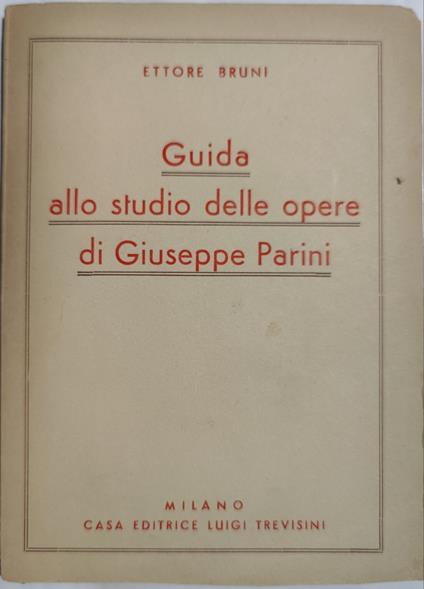 ETTORE BRUNI
Guida
allo studio delle opere
di Giuseppe Parini
MILANO
CASA EDITRICE LUIGI TREVISINI